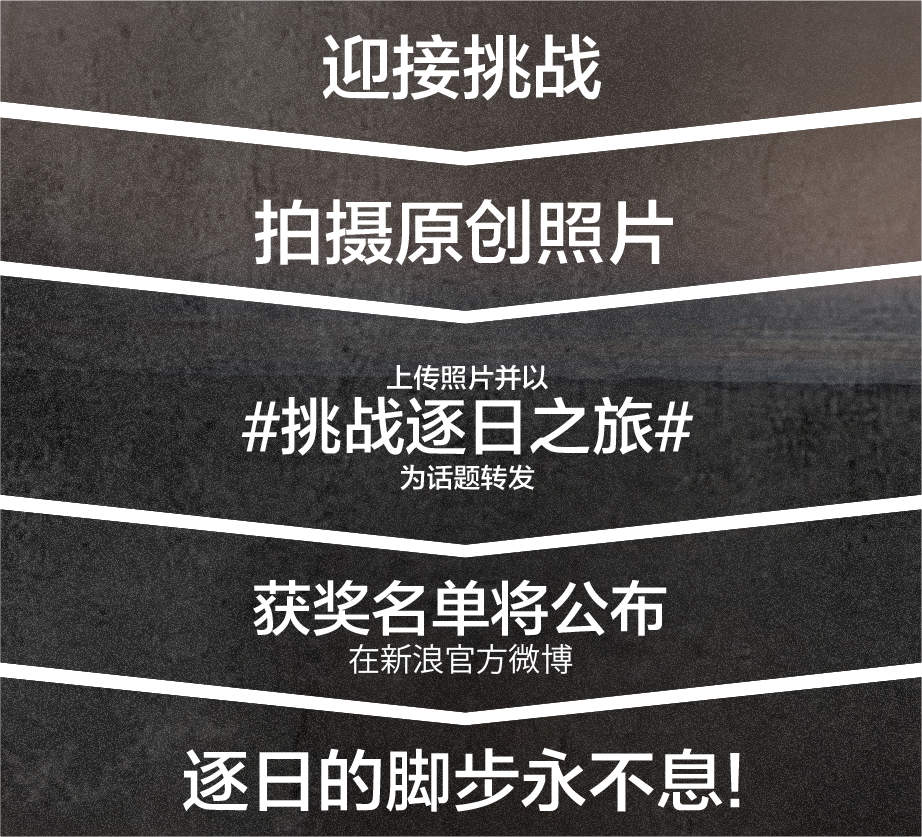 迎接挑战
拍摄原创照片
上传照片并以
#挑战逐日之旅#
为话题转发
获奖名单将公布
在新浪官方微博
逐日的脚步永不息!